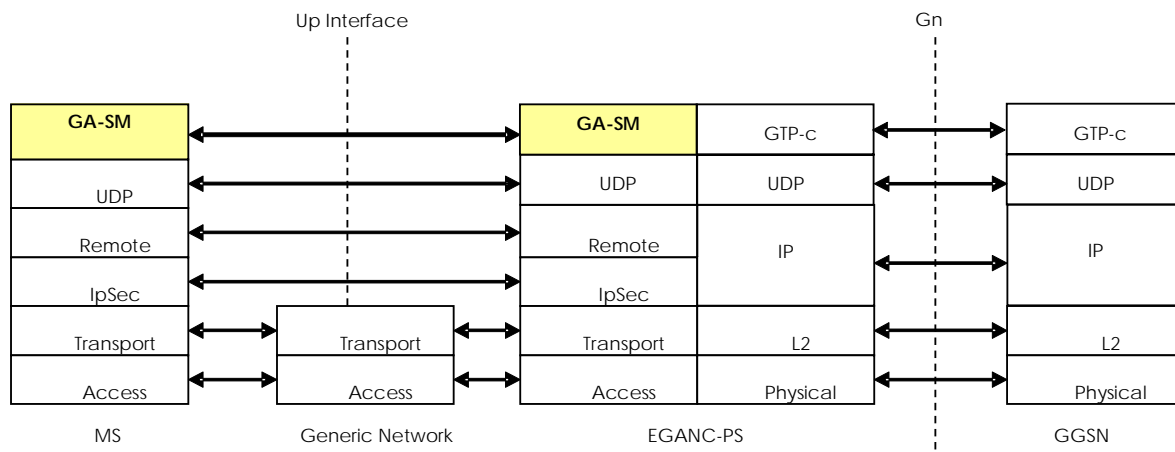 Up Interface
Gn
GA-SM
GA-SM
GTP-c
GTP-c
UDP
UDP
UDP
UDP
Remote
Remote
IP
IP
IpSec
IpSec
Transport
Transport
Transport
L2
L2
Access
Access
Access
Physical
Physical
MS
Generic Network
EGANC-PS
GGSN